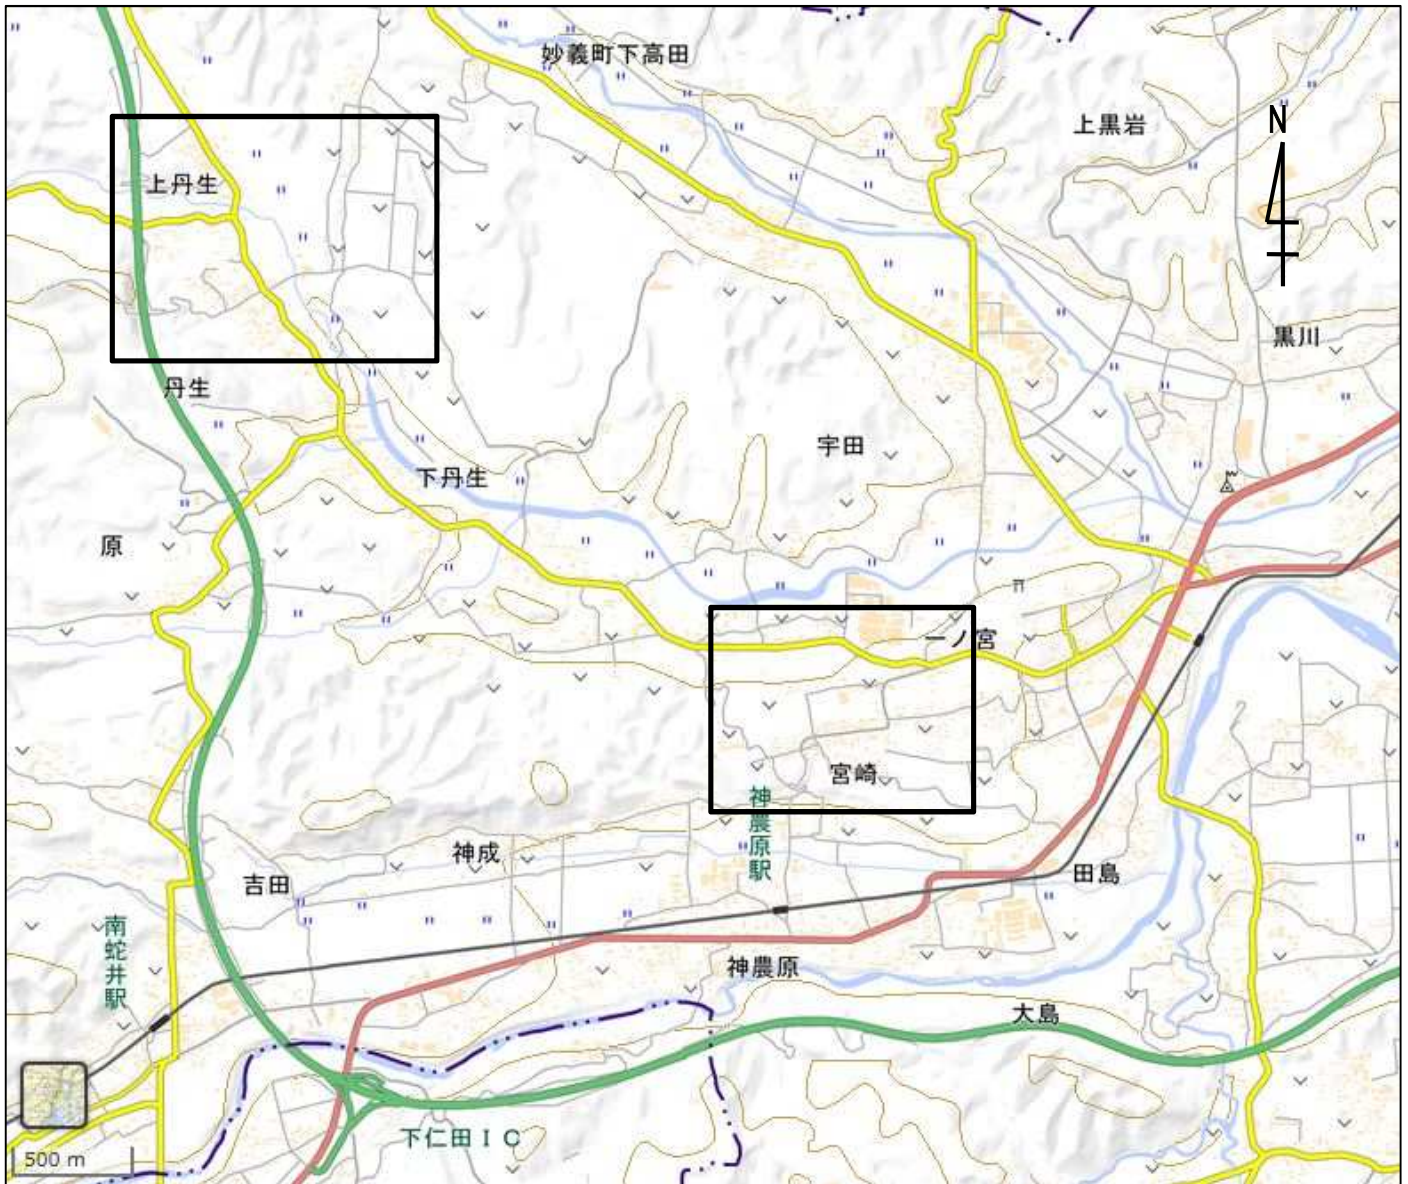 妙義町下高田
上黒岩
N
上丹生
黒川
丹生
宇田
下丹生
原
一ノ宮
宮崎
神農原駅
神成
田島
吉田
南蛇井駅
神農原
大島
下仁田ＩＣ
500 m